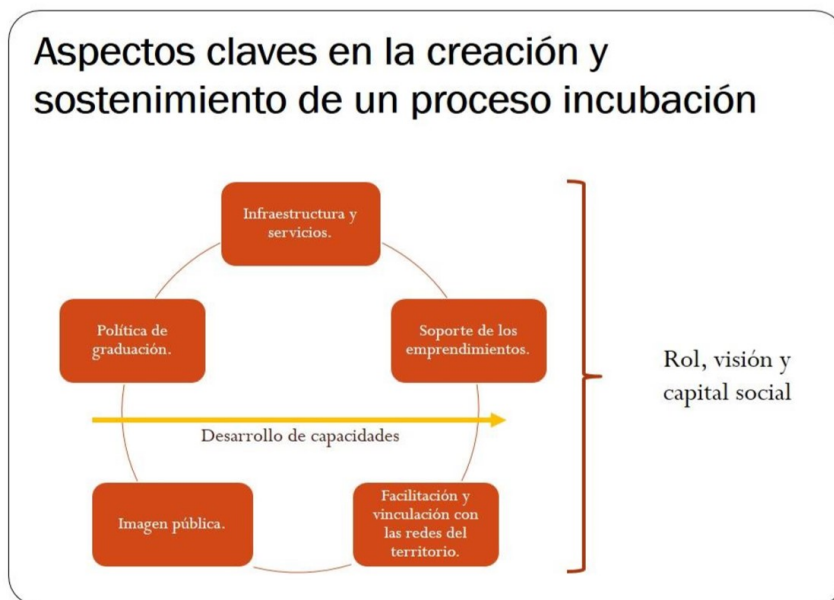 Aspectos claves en la creación y
sostenimiento de un proceso incubación
Infraestructura y
servicios.
Política de
graduación.
Soporte de los
emprendimientos.
Rol, visión y
capital social
Desarrollo de capacidades
Imagen pública.
Facilitación y
vinculación con
las redes del
territorio.